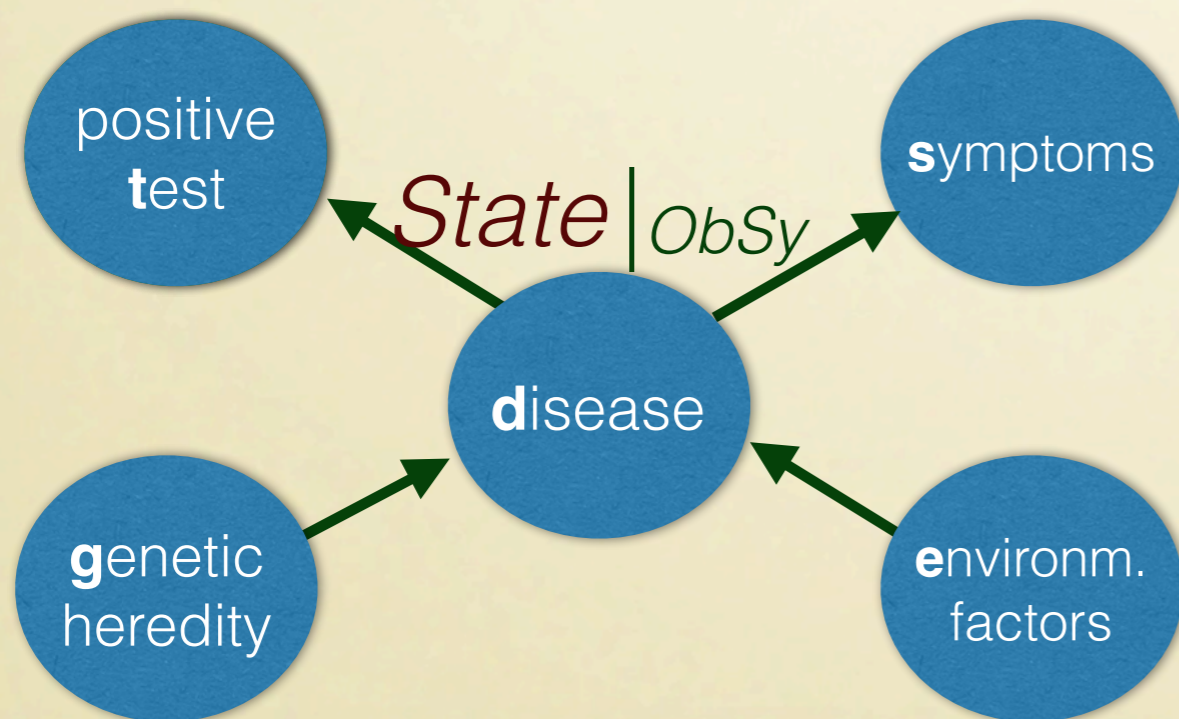 positive
test
symptoms
State | ObSy
disease
genetic
heredity
environm.
factors